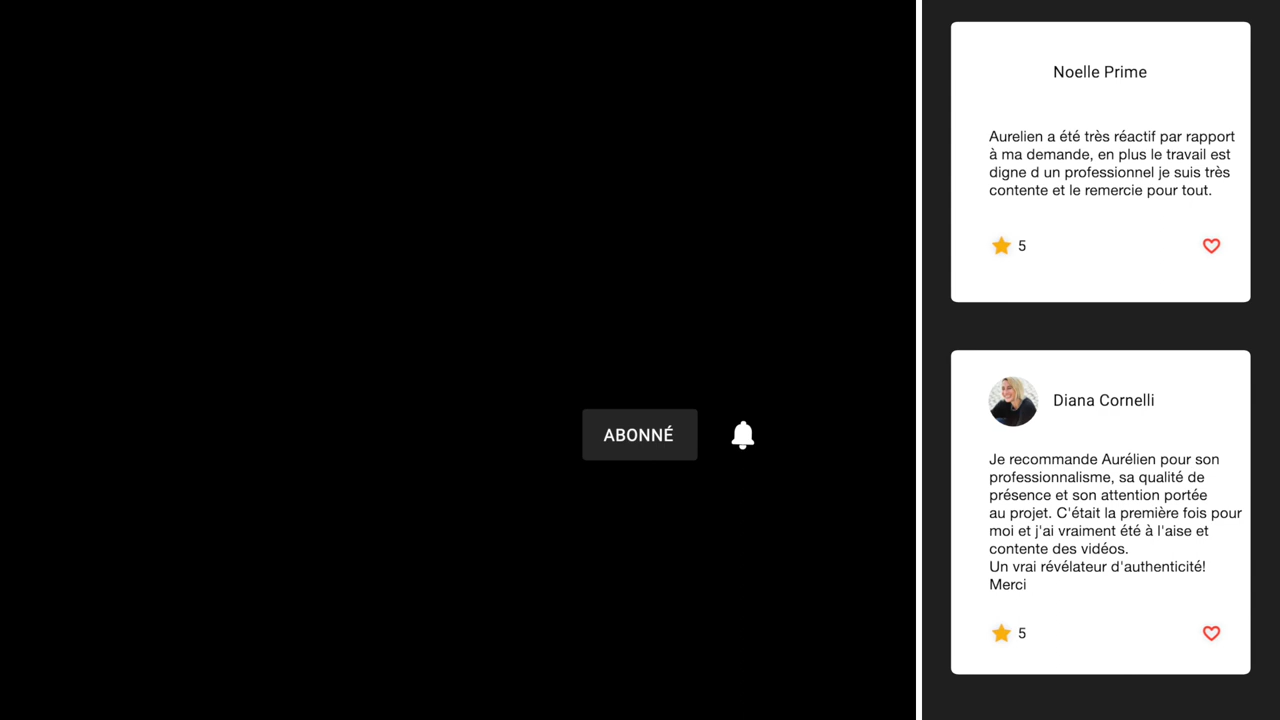 ABONNÉ
Noelle Prime
Aurelien a été très réactif par rapport
à ma demande, en plus le travail est
digne d un professionnel je suis très
contente et le remercie pour tout.
5
Diana Cornelli
Je recommande Aurélien pour son
professionnalisme, sa qualité de
présence et son attention portée
au projet. C'était la première fois pour
moi et j'ai vraiment été à l'aise et
contente des vidéos.
Un vrai révélateur d'authenticité!
Merci
5